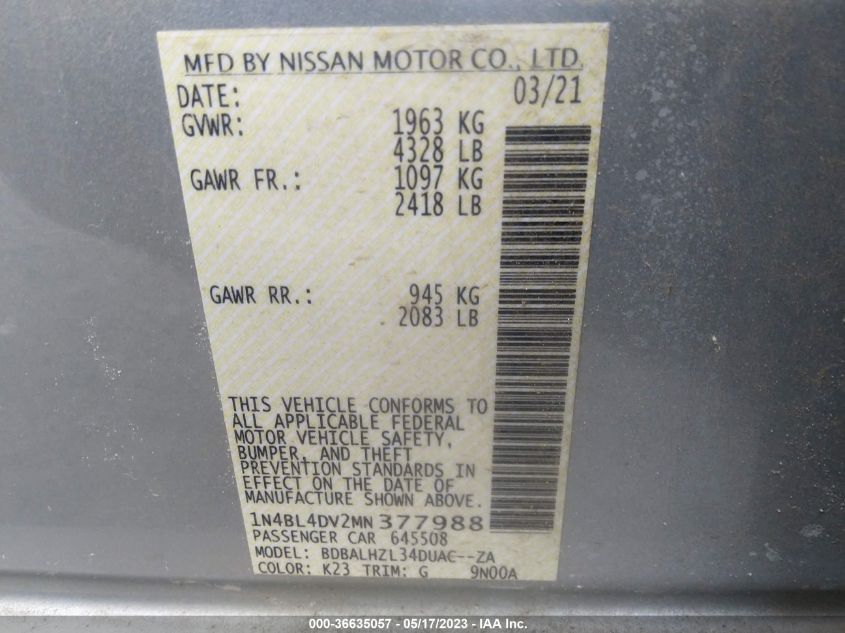 MFD BY NISSAN MOTOR CO., LTD.
DATE: 03/21
GVWR: 1963 KG
4328 LB
GAWR FR.: 1097 KG
2418 LB
GAWR RR.: 945 KG
2083 LB
THIS VEHICLE CONFORMS TO
ALL APPLICABLE FEDERAL
MOTOR VEHICLE SAFETY,
BUMPER, AND THEFT
PREVENTION STANDARDS IN
EFFECT ON THE DATE OF
MANUFACTURE SHOWN ABOVE.
1N4BL4DV2MN377988
PASSENGER CAR 645508
MODEL: BDBALHZL34DUAC--ZA
COLOR: K23 TRIM: G 9N00A
000-36635057 - 05/17/2023 - IAA Inc.